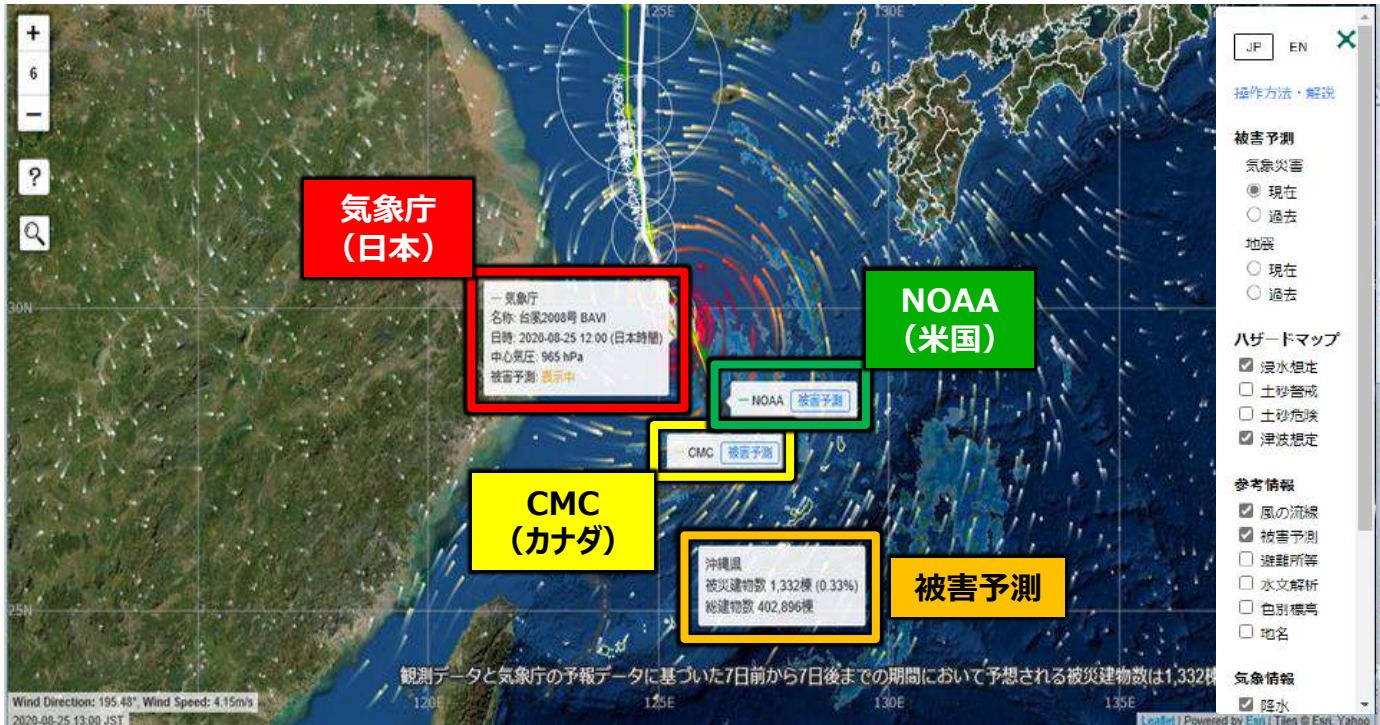 115E
125E
130E
+
6
−
?
気象庁
（日本）
− 気象庁
名称: 台風2008号 BAVI
日時: 2020-08-25 12:00 (日本時間)
中心気圧: 965 hPa
被害予測: 表示中
NOAA
（米国）
− NOAA 被害予測
− CMC 被害予測
CMC
（カナダ）
沖縄県
被災建物数 1,332棟 (0.33%)
総建物数 402,896棟
被害予測
30N
25N
観測データと気象庁の予報データに基づいた7日前から7日後までの期間において予想される被災建物数は1,332棟
120E
125E
130E
135E
Wind Direction: 195.48°, Wind Speed: 4.15m/s
2020-08-25 13:00 JST
Leaflet | Powered by Esri | Tiles © Esri, Yahoo
JP EN ×
操作方法・解説
被害予測
気象災害
現在
過去
地震
現在
過去
ハザードマップ
浸水想定
土砂警戒
土砂危険
津波想定
参考情報
風の流線
被害予測
避難所等
水文解析
色別標高
地名
気象情報
降水